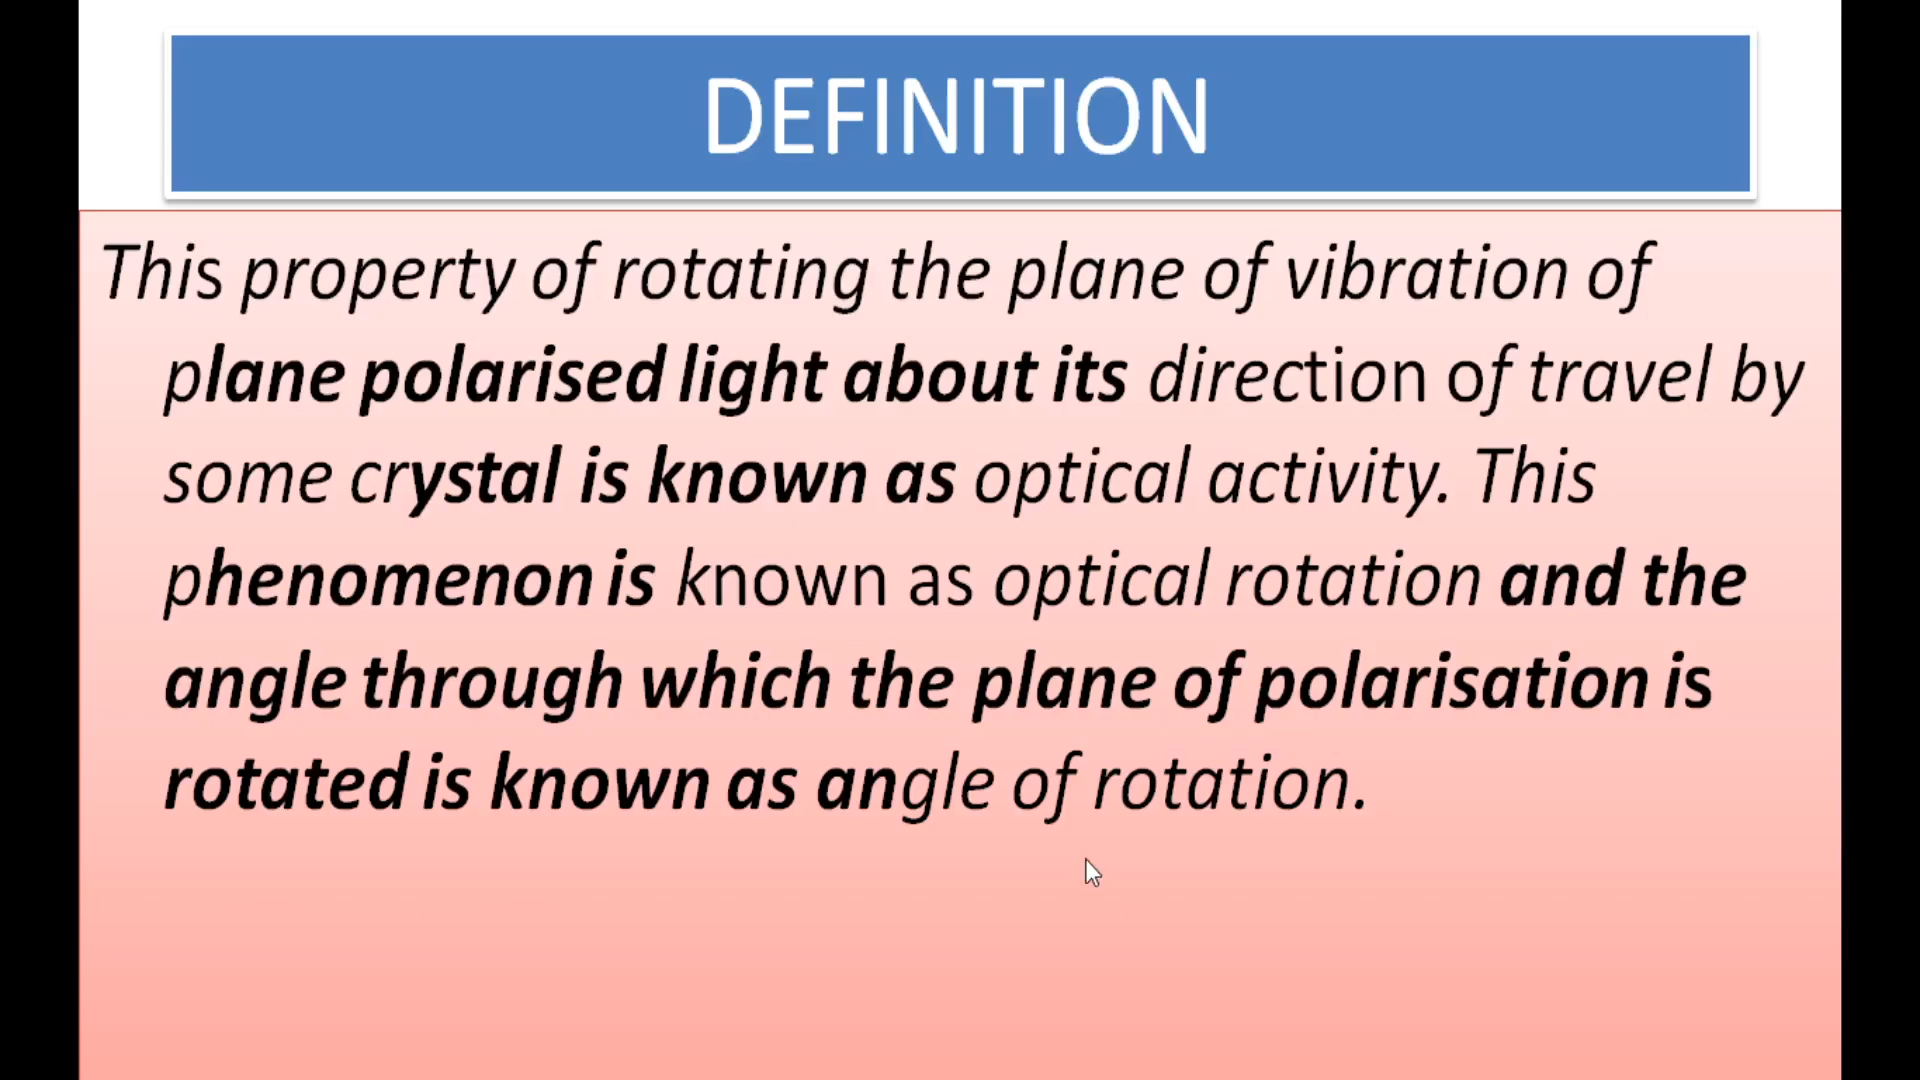 DEFINITION
This property of rotating the plane of vibration of
plane polarised light about its direction of travel by
some crystal is known as optical activity. This
phenomenon is known as optical rotation and the
angle through which the plane of polarisation is
rotated is known as angle of rotation.